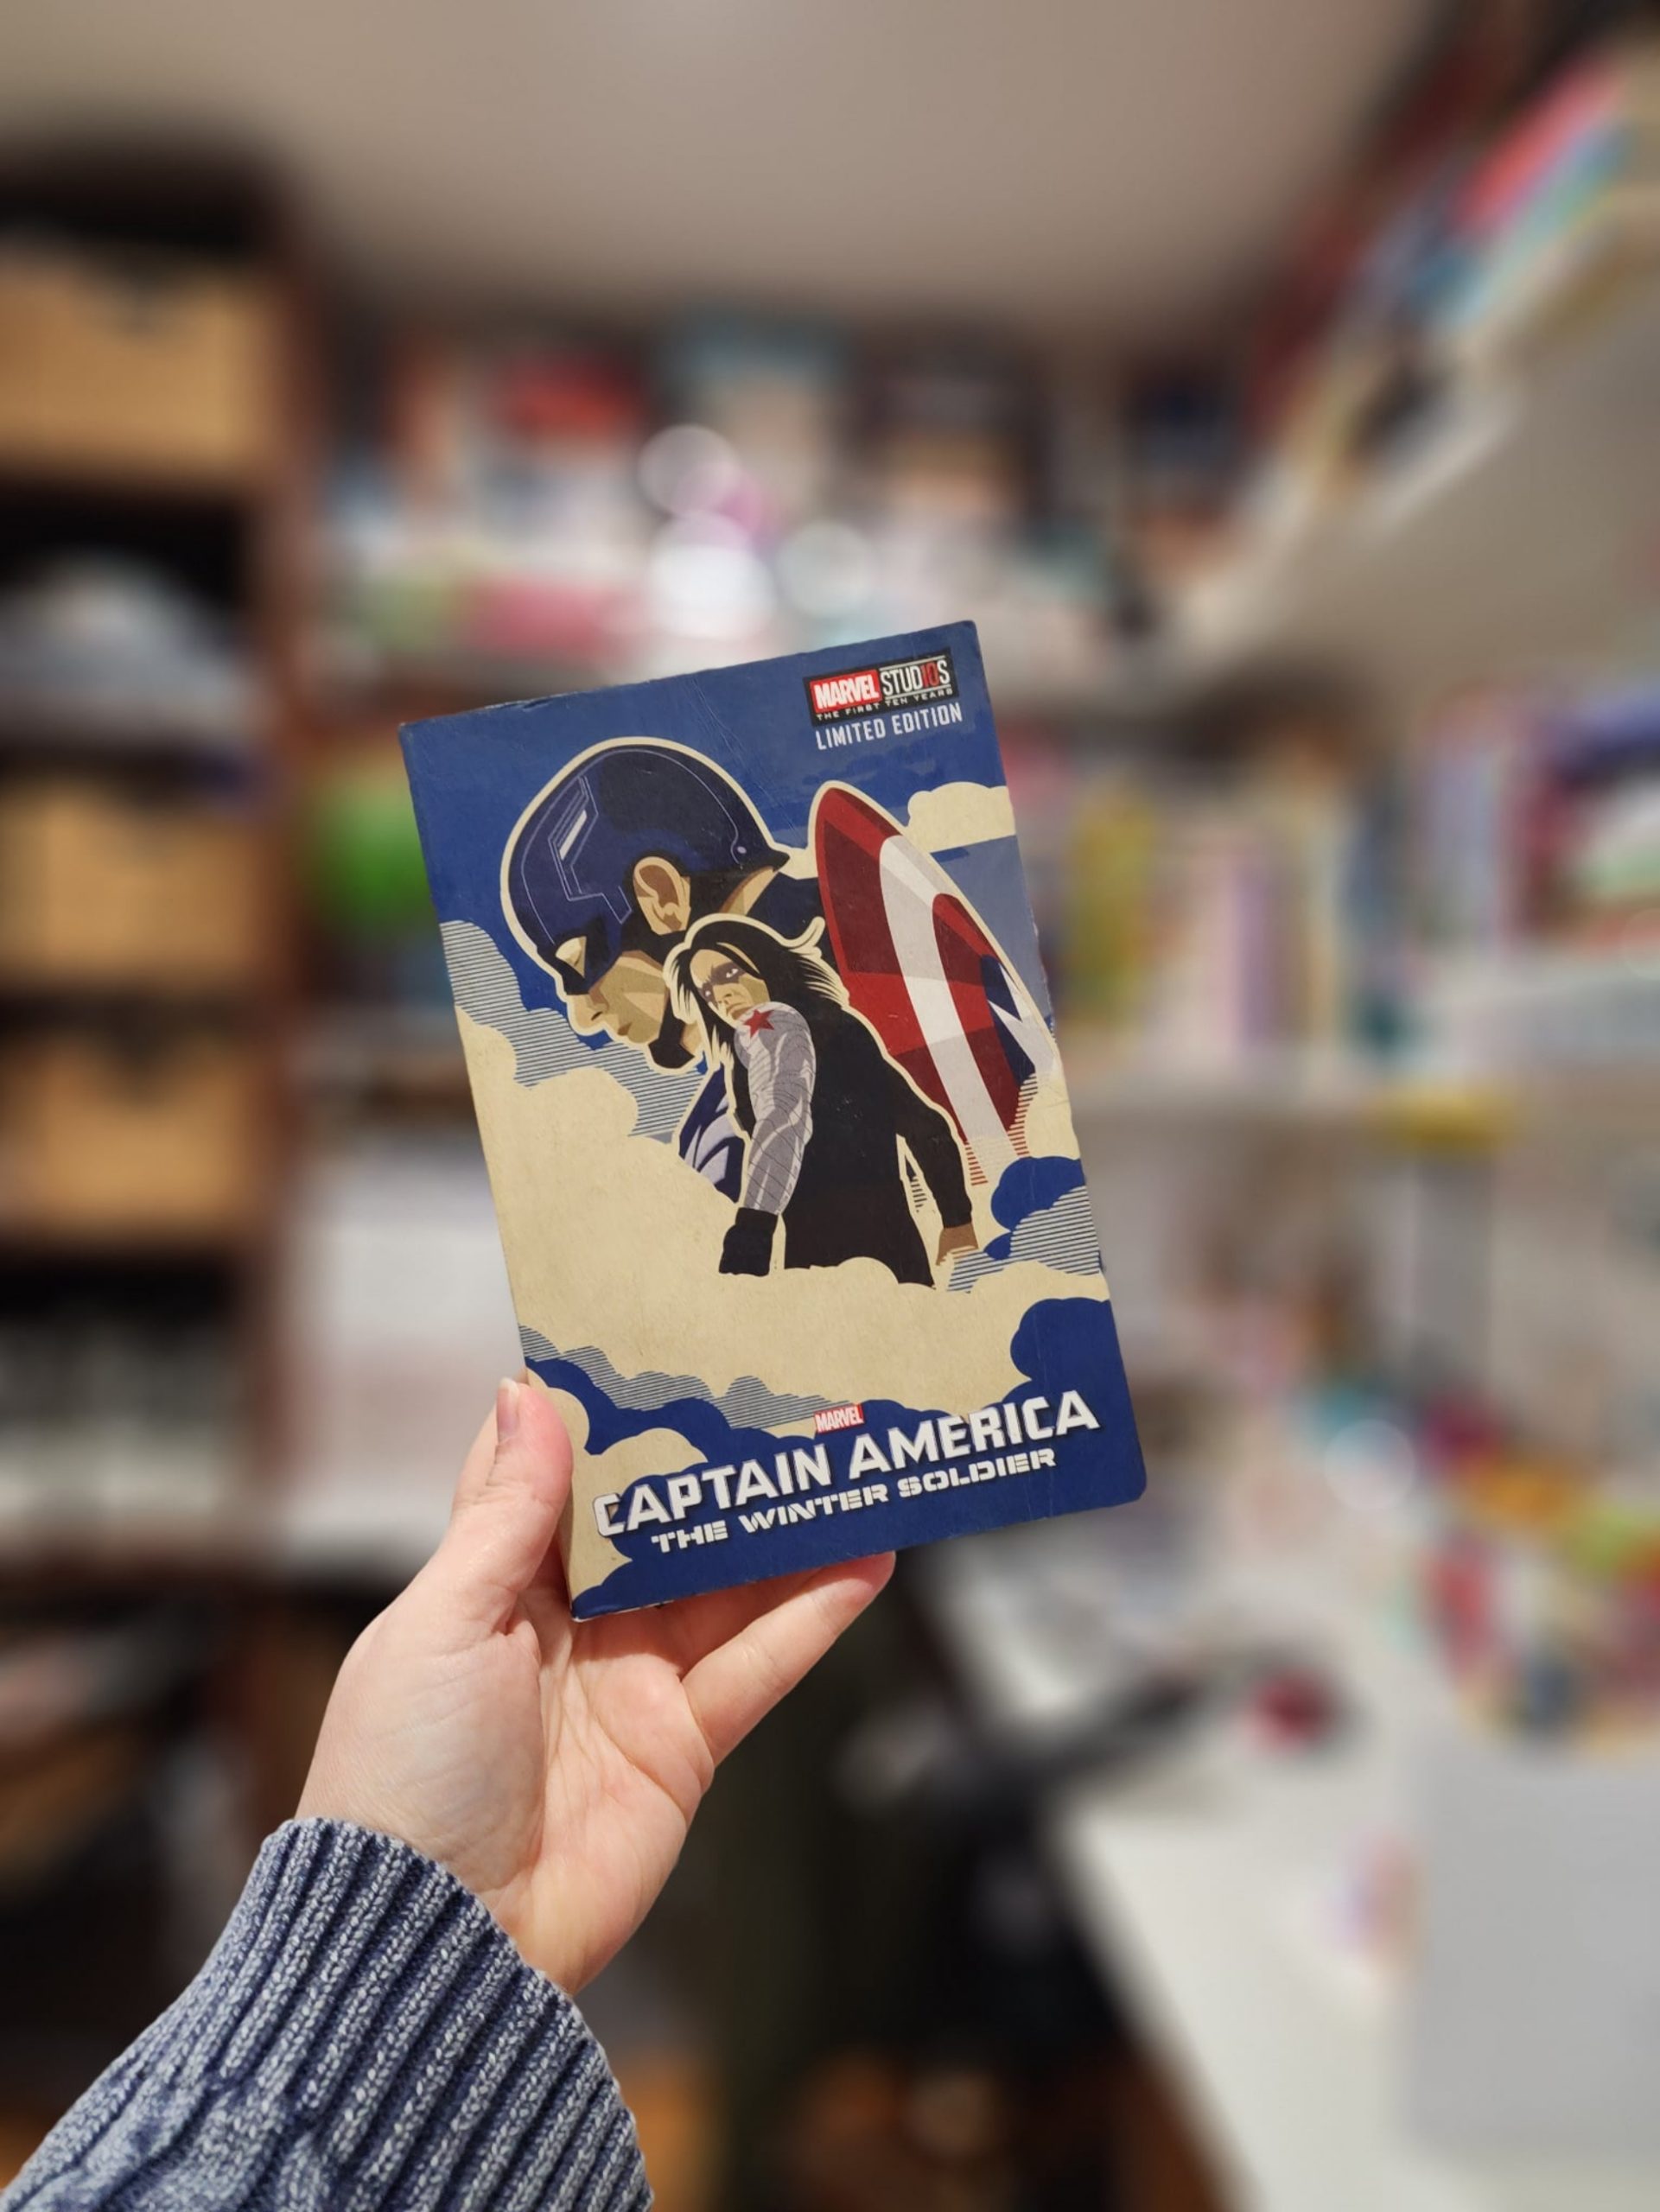 MARVEL STUDIOS
THE FIRST TEN YEARS
LIMITED EDITION
MARVEL
CAPTAIN AMERICA
THE WINTER SOLDIER